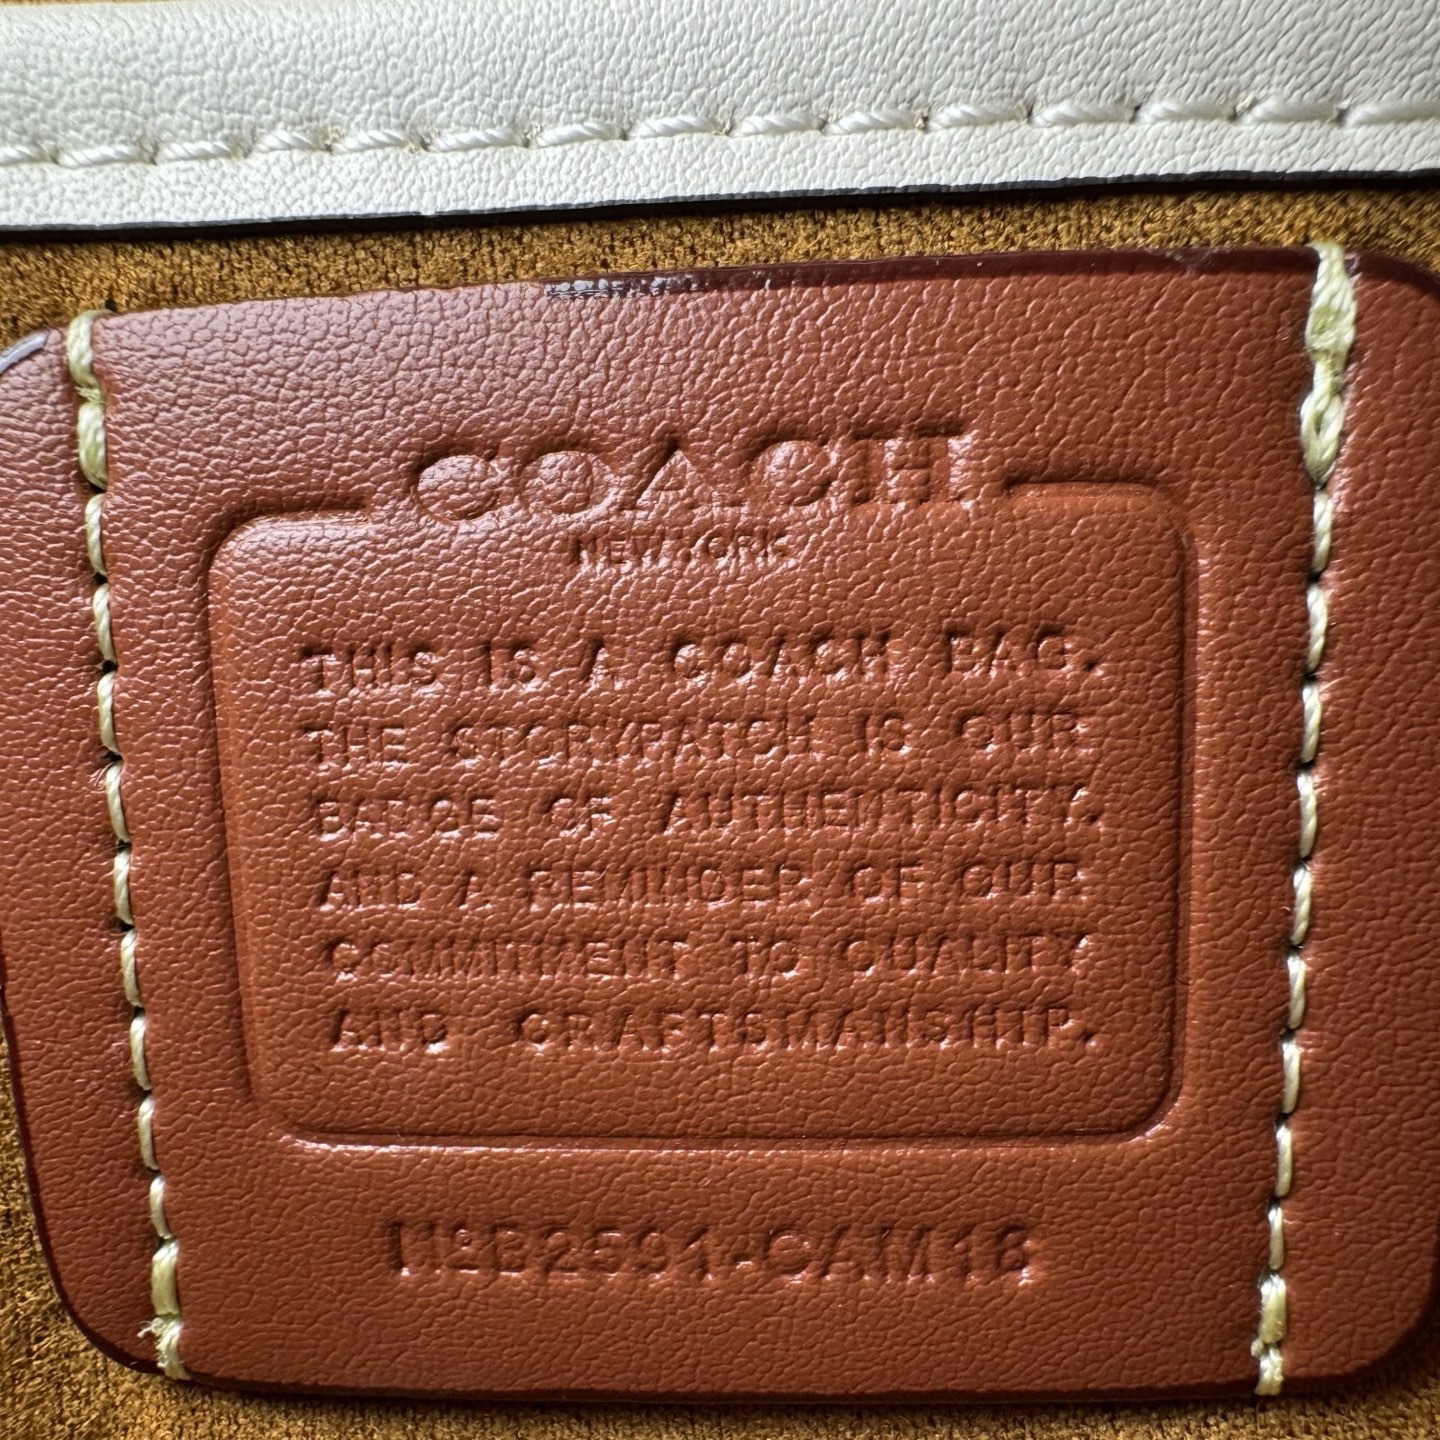 COACH
NEW YORK
THIS IS A COACH BAG.
THE STORYPATCH IS OUR
BADGE OF AUTHENTICITY.
AND A REMINDER OF OUR
COMMITMENT TO QUALITY
AND CRAFTSMANSHIP.
NºB2591-CAM16